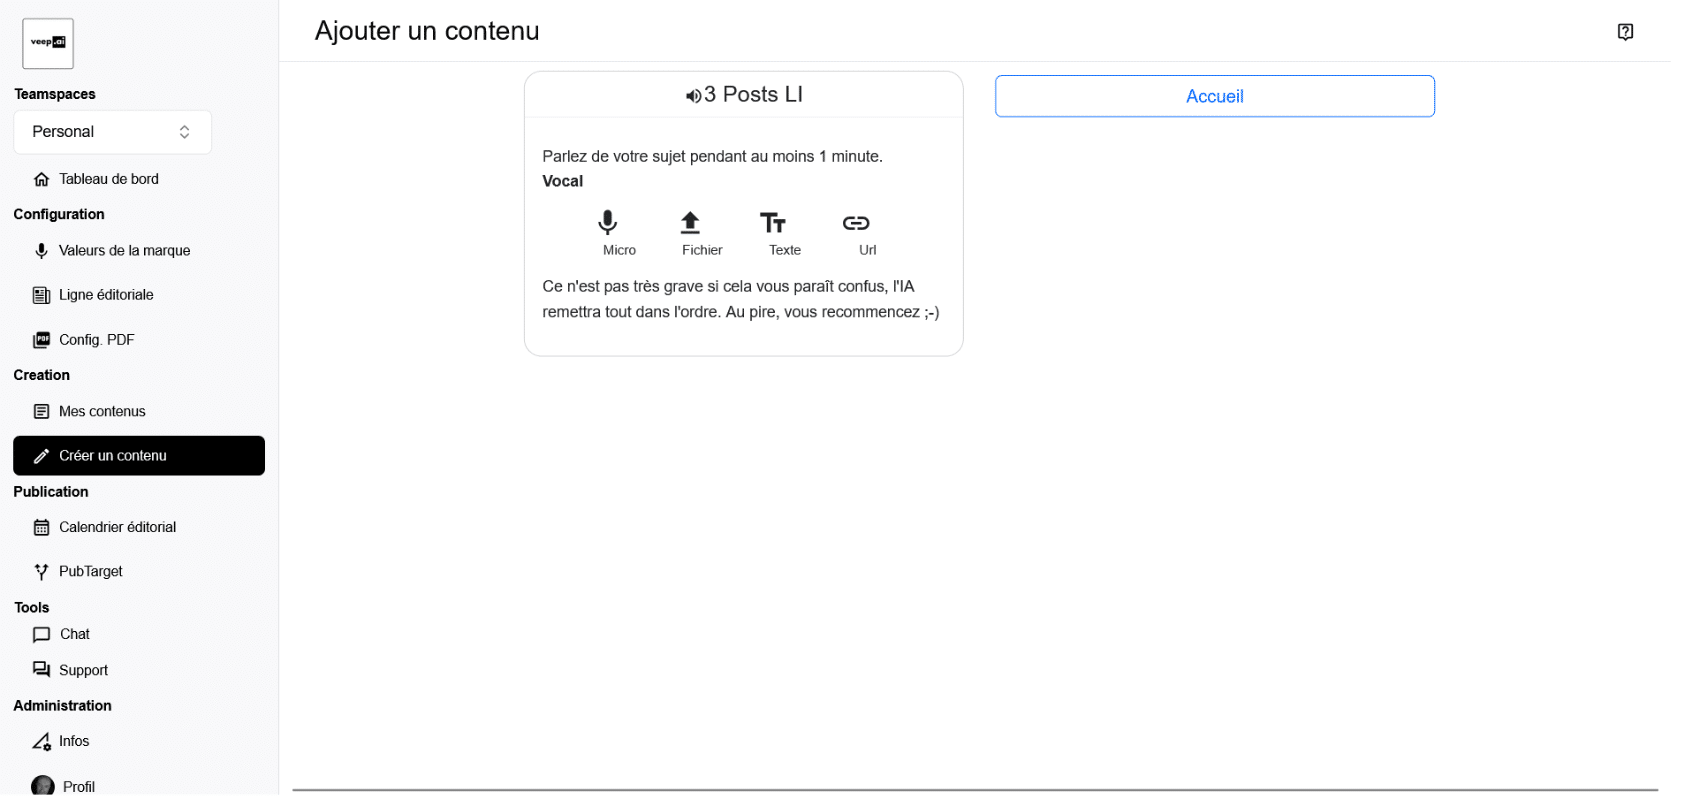 veep.ai
Teamspaces
Personal
Tableau de bord
Configuration
Valeurs de la marque
Ligne éditoriale
PDF
Config. PDF
Creation
Mes contenus
Créer un contenu
Publication
Calendrier éditorial
PubTarget
Tools
Chat
Support
Administration
Infos
Profil
Ajouter un contenu
3 Posts LI
Parlez de votre sujet pendant au moins 1 minute.
Vocal
Micro
Fichier
Texte
Url
Ce n'est pas très grave si cela vous paraît confus, l'IA
remettra tout dans l'ordre. Au pire, vous recommencez ;-)
Accueil